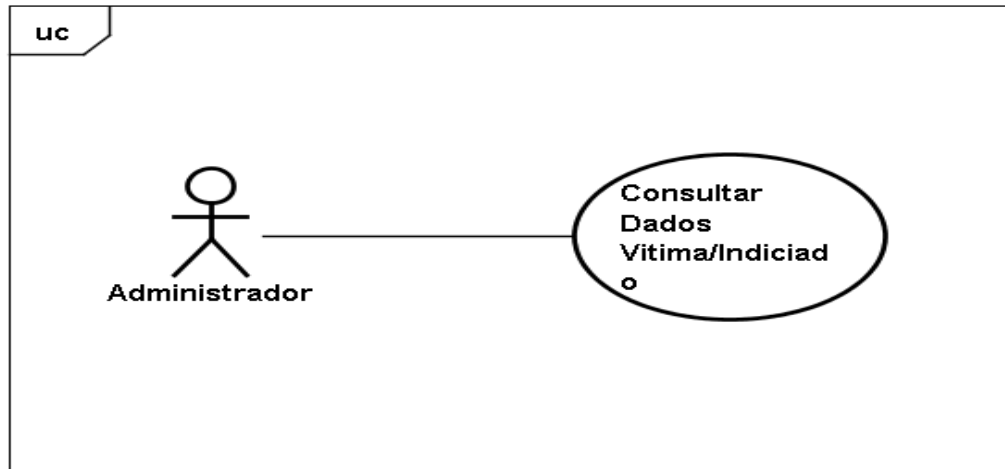 uc
Consultar
Dados
Vitima/Indiciad
o
Administrador